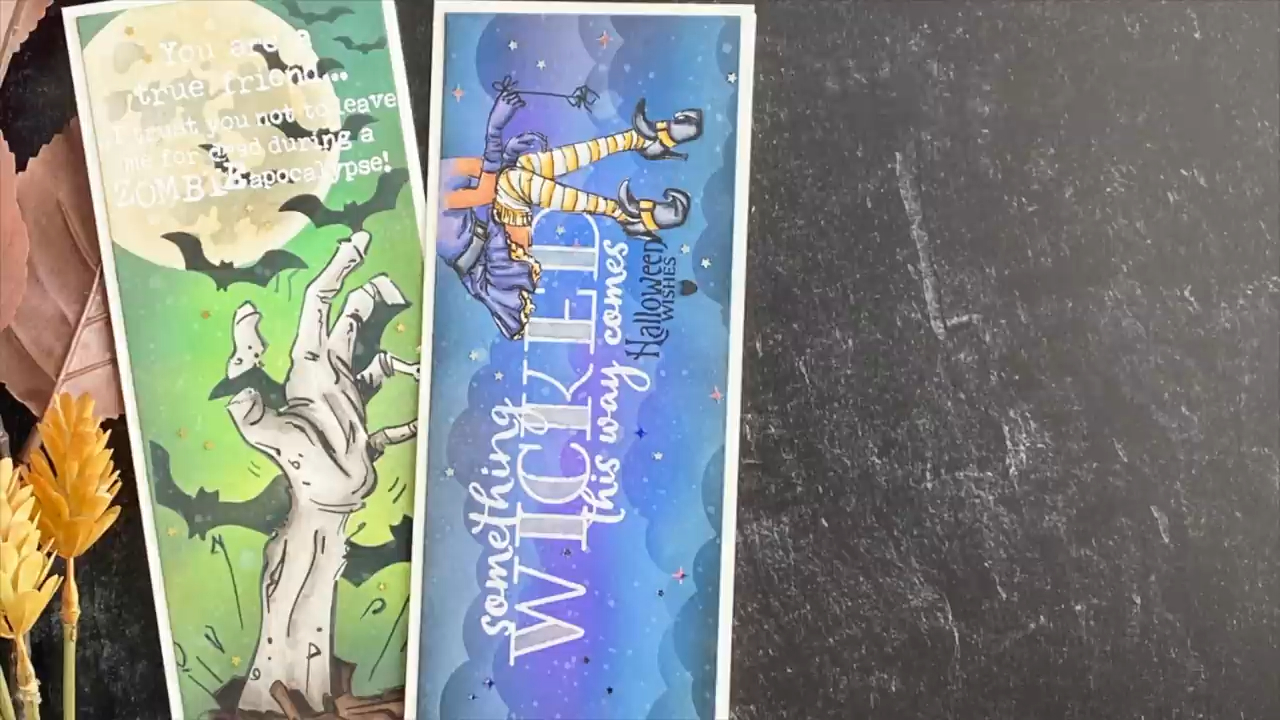 You are a
true friend...
I trust you not to leave
me for dead during a
ZOMBIE apocalypse!
something
WICKED
this way comes
Halloween
WISHES